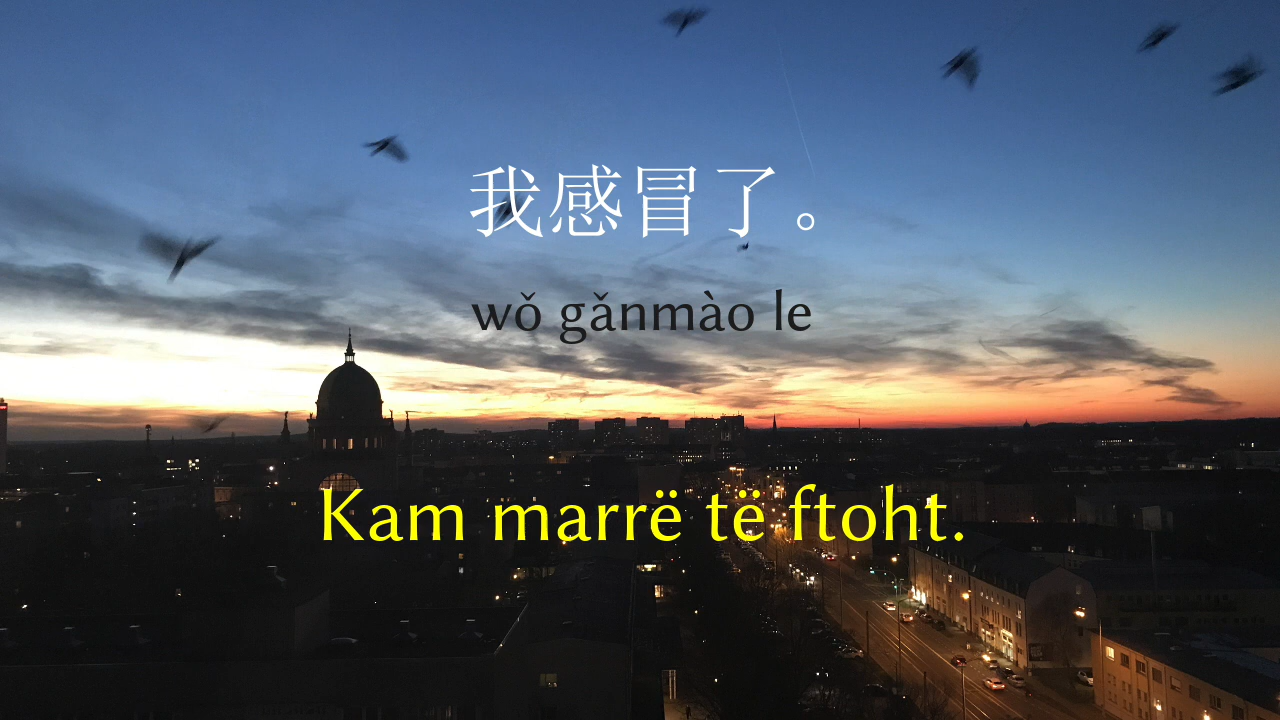 我感冒了。
wǒ gǎnmào le
Kam marrë të ftoht.